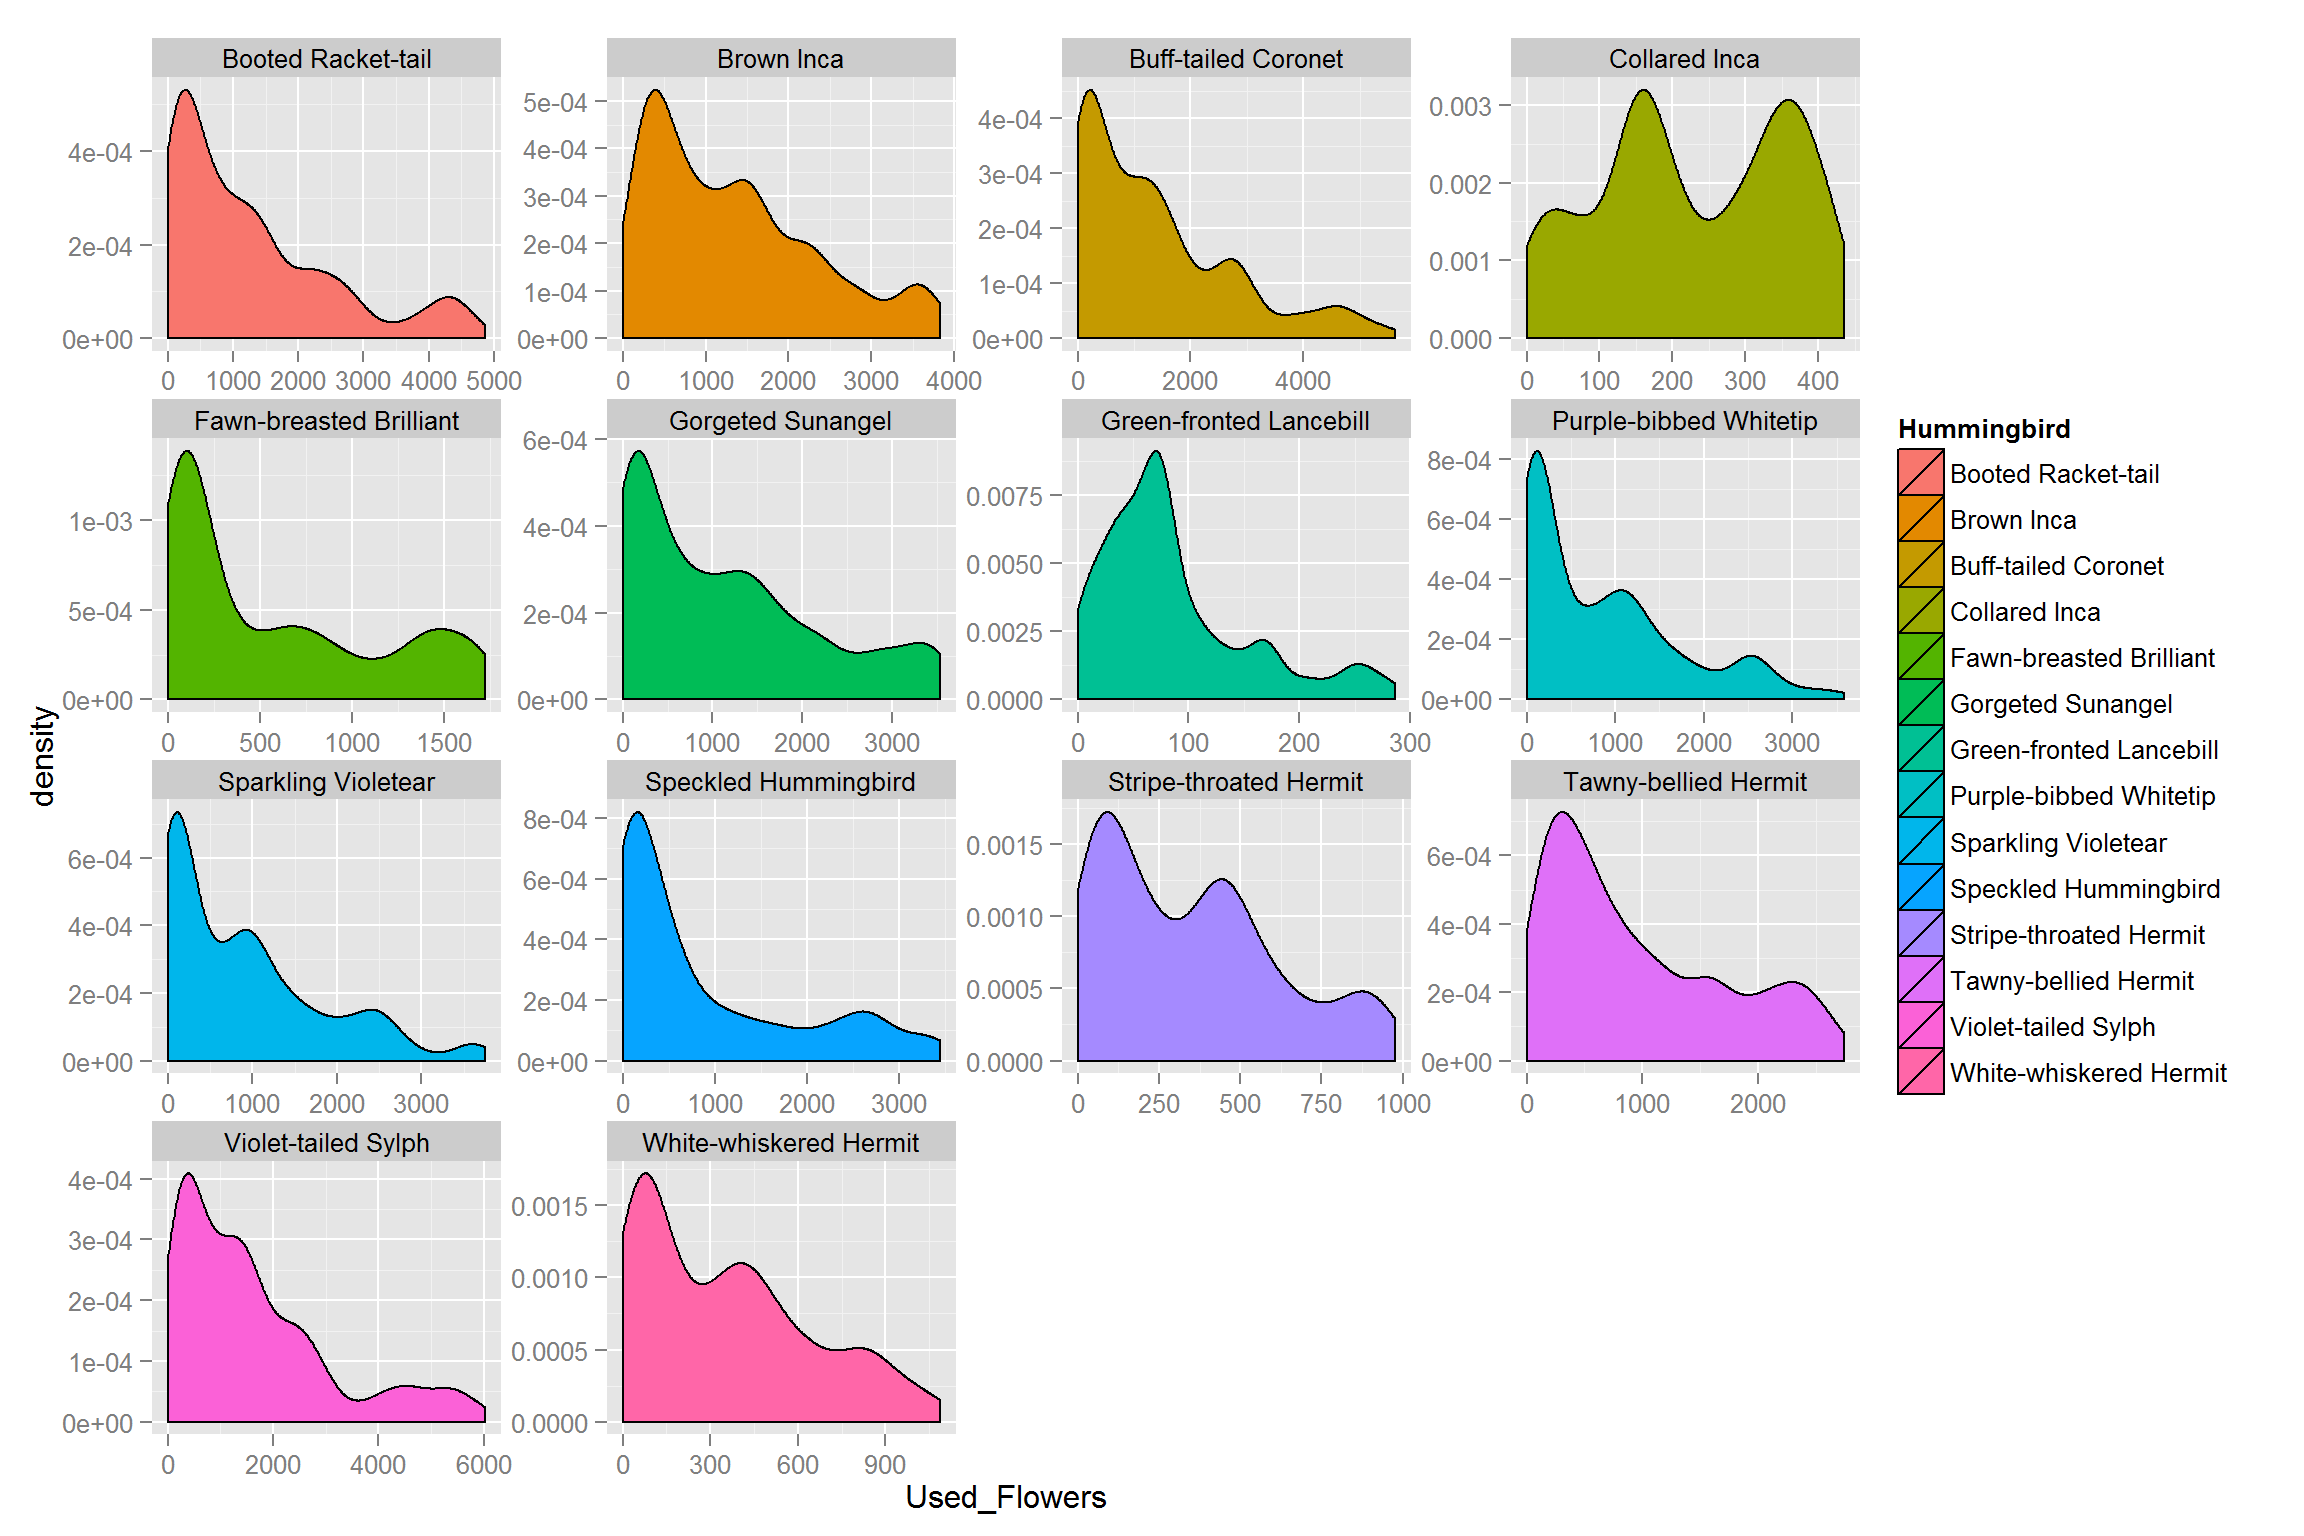 Booted Racket-tail
Brown Inca
Buff-tailed Coronet
Collared Inca
4e-04
2e-04
0e+00
5e-04
4e-04
3e-04
2e-04
1e-04
0e+00
4e-04
3e-04
2e-04
1e-04
0e+00
0.003
0.002
0.001
0.000
0 1000 2000 3000 4000 5000
0 1000 2000 3000 4000
0 2000 4000
0 100 200 300 400
Fawn-breasted Brilliant
Gorgeted Sunangel
Green-fronted Lancebill
Purple-bibbed Whitetip
1e-03
5e-04
0e+00
6e-04
4e-04
2e-04
0e+00
0.0075
0.0050
0.0025
0.0000
8e-04
6e-04
4e-04
2e-04
0e+00
0 500 1000 1500
0 1000 2000 3000
0 100 200 300
0 1000 2000 3000
density
Sparkling Violetear
Speckled Hummingbird
Stripe-throated Hermit
Tawny-bellied Hermit
6e-04
4e-04
2e-04
0e+00
8e-04
6e-04
4e-04
2e-04
0e+00
0.0015
0.0010
0.0005
0.0000
6e-04
4e-04
2e-04
0e+00
0 1000 2000 3000
0 1000 2000 3000
0 250 500 750 1000
0 1000 2000
Violet-tailed Sylph
White-whiskered Hermit
4e-04
3e-04
2e-04
1e-04
0e+00
0.0015
0.0010
0.0005
0.0000
0 2000 4000 6000
0 300 600 900
Used_Flowers
Hummingbird
Booted Racket-tail
Brown Inca
Buff-tailed Coronet
Collared Inca
Fawn-breasted Brilliant
Gorgeted Sunangel
Green-fronted Lancebill
Purple-bibbed Whitetip
Sparkling Violetear
Speckled Hummingbird
Stripe-throated Hermit
Tawny-bellied Hermit
Violet-tailed Sylph
White-whiskered Hermit